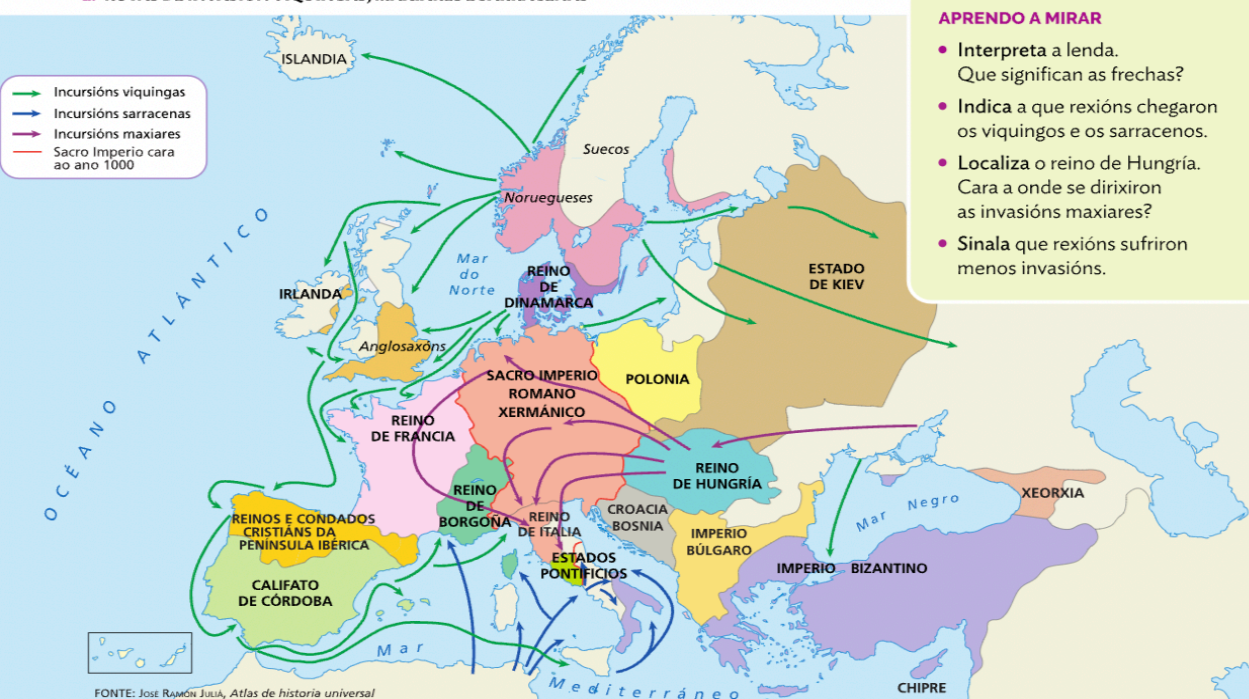 APRENDO A MIRAR
• Interpreta a lenda.
Que significan as frechas?
• Indica a que rexións chegaron
os viquingos e os sarracenos.
• Localiza o reino de Hungría.
Cara a onde se dirixiron
as invasións maxiares?
• Sinala que rexións sufriron
menos invasións.
Incursións viquingas
Incursións sarracenas
Incursións maxiares
Sacro Imperio cara
ao ano 1000
ISLANDIA
Suecos
Noruegueses
OCÉANO ATLÁNTICO
Mar
do
Norte
REINO
DE
DINAMARCA
ESTADO
DE KIEV
IRLANDA
Anglosaxóns
SACRO IMPERIO
ROMANO
XERMÁNICO
POLONIA
REINO
DE FRANCIA
REINO
DE HUNGRÍA
REINO
DE
BORGOÑA
REINO
DE ITALIA
CROACIA
BOSNIA
IMPERIO
BÚLGARO
Mar Negro
XEORXIA
REINOS E CONDADOS
CRISTIÁNS DA
PENÍNSULA IBÉRICA
ESTADOS
PONTIFICIOS
IMPERIO BIZANTINO
CALIFATO
DE CÓRDOBA
Mar Mediterráneo
CHIPRE
FONTE: JOSÉ RAMÓN JULIÁ, Atlas de historia universal